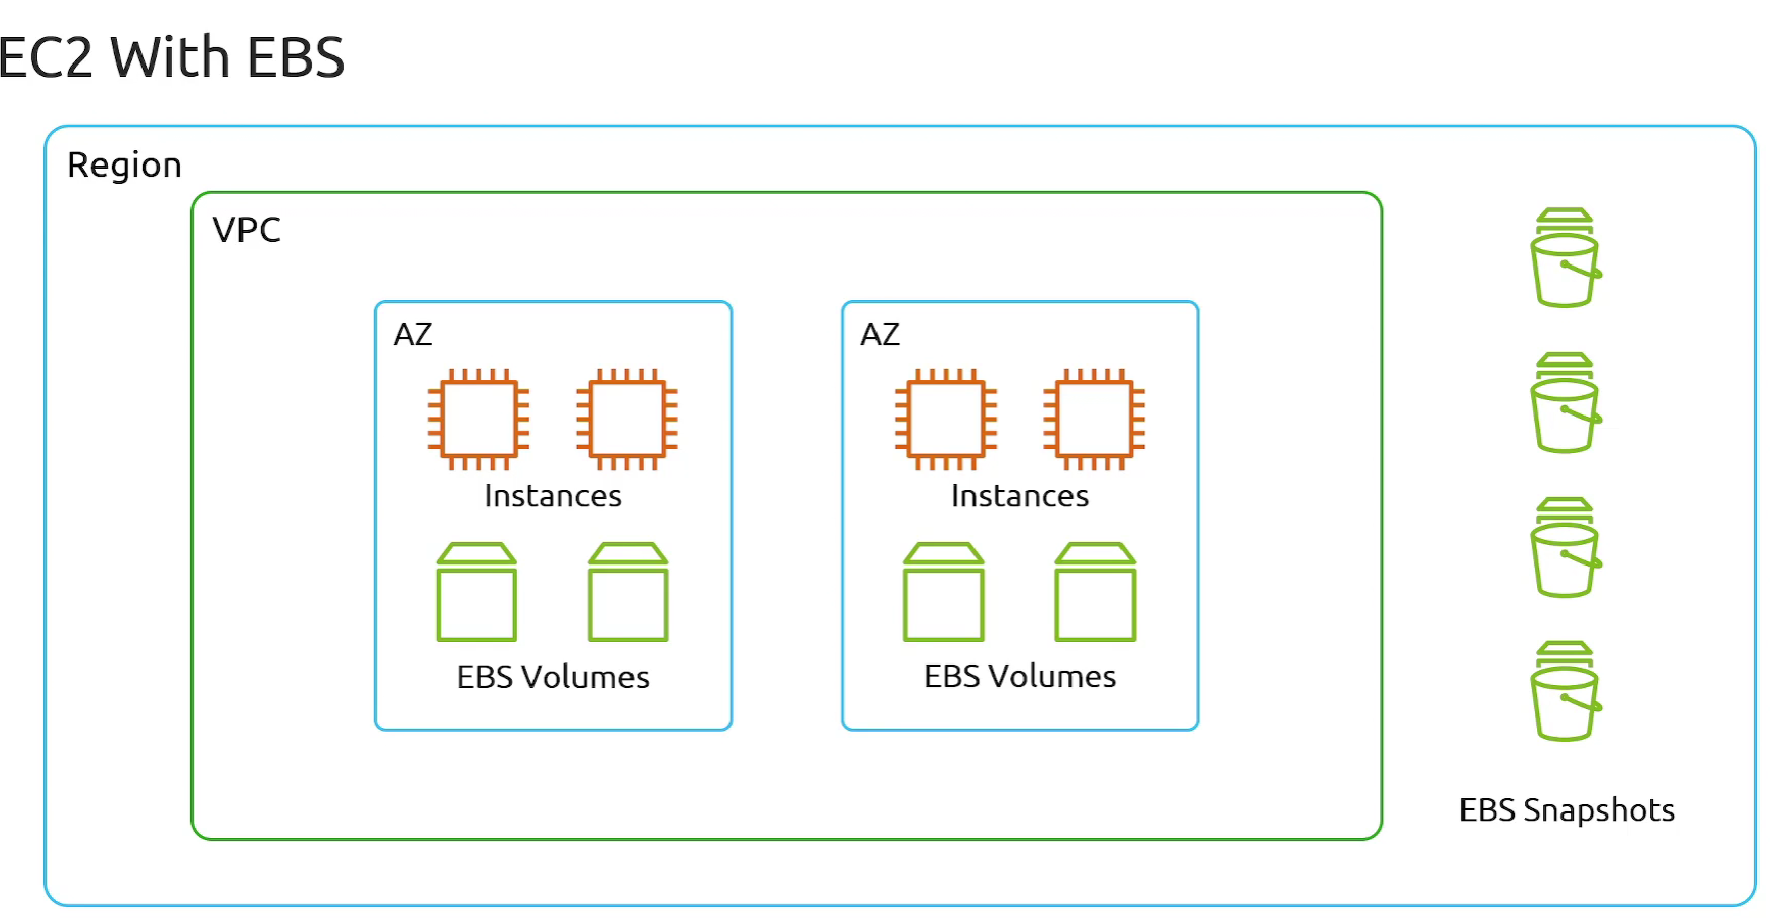 EC2 With EBS
Region
VPC
AZ
AZ
Instances
Instances
EBS Volumes
EBS Volumes
EBS Snapshots